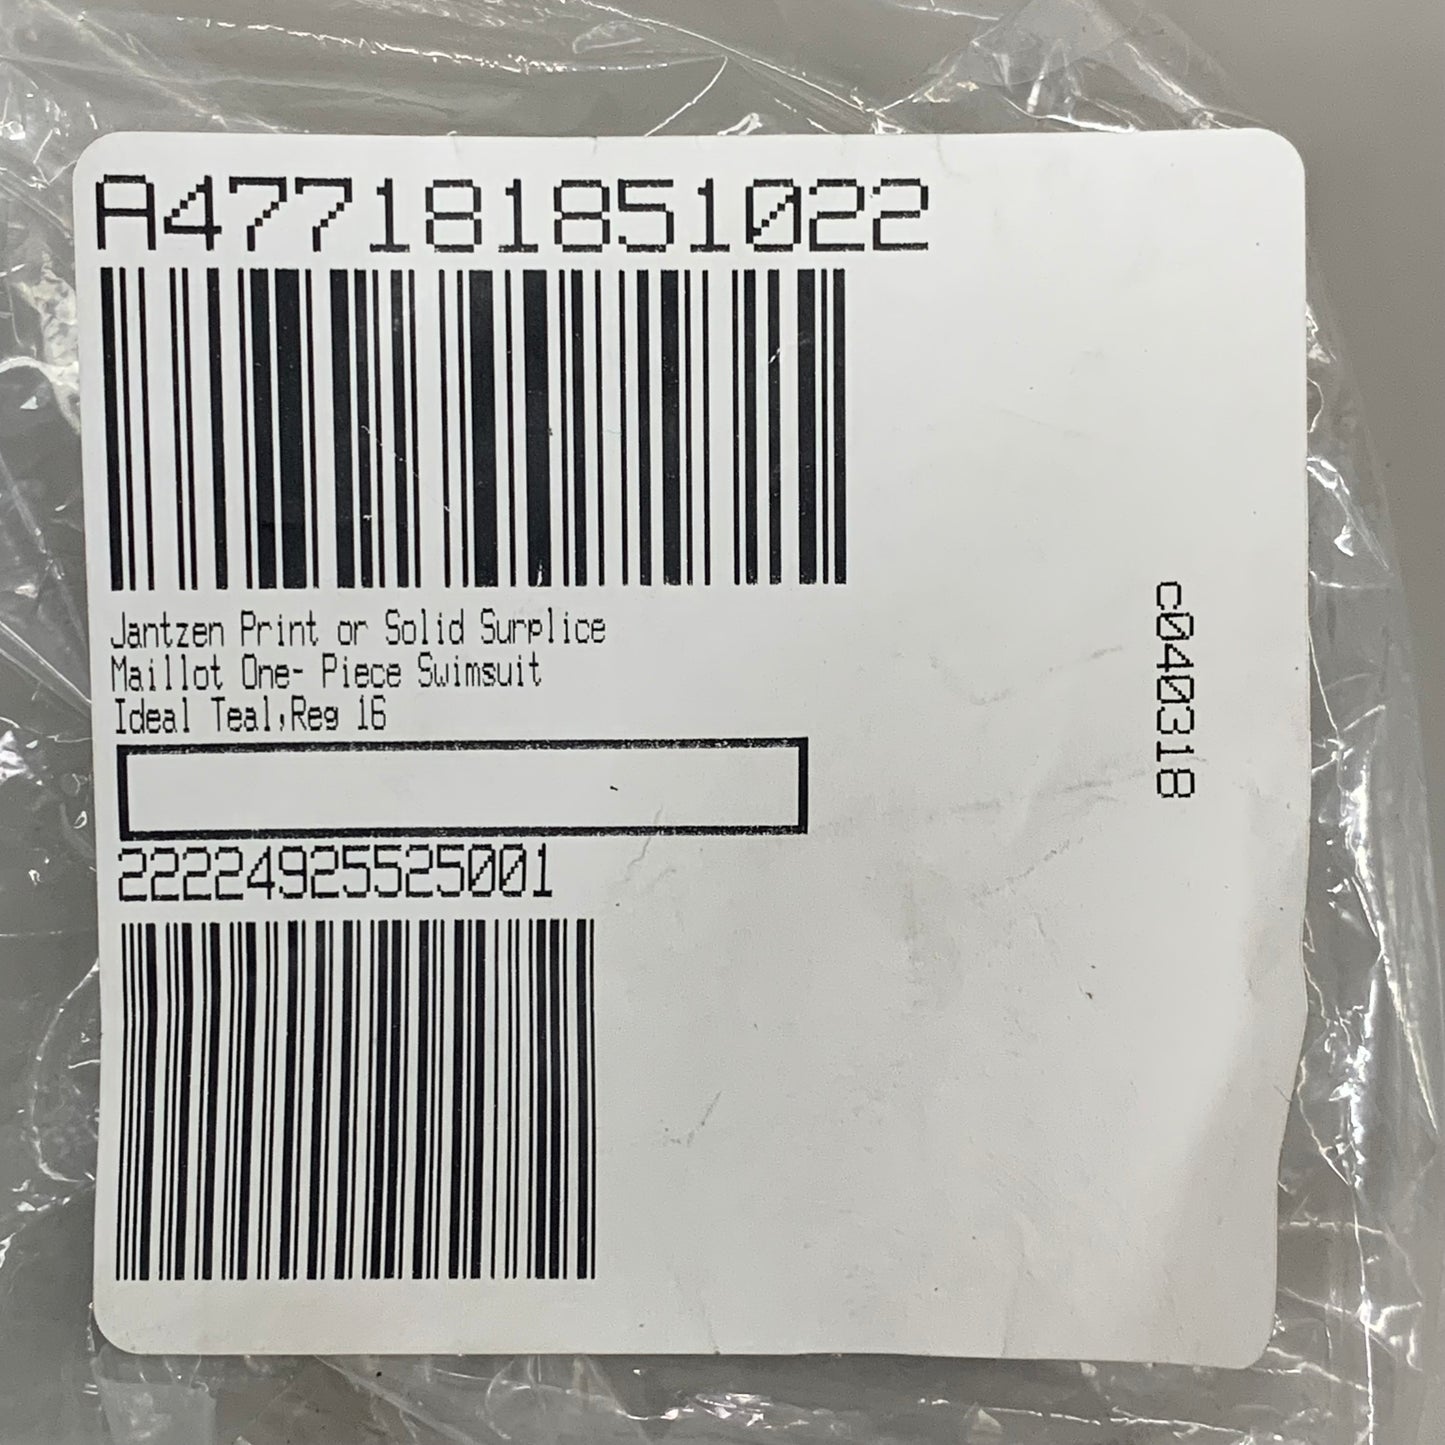 A477181851022
Jantzen Print or Solid Surplice
Maillot One- Piece Swimsuit
Ideal Teal,Reg 16
22224925525001
c040318